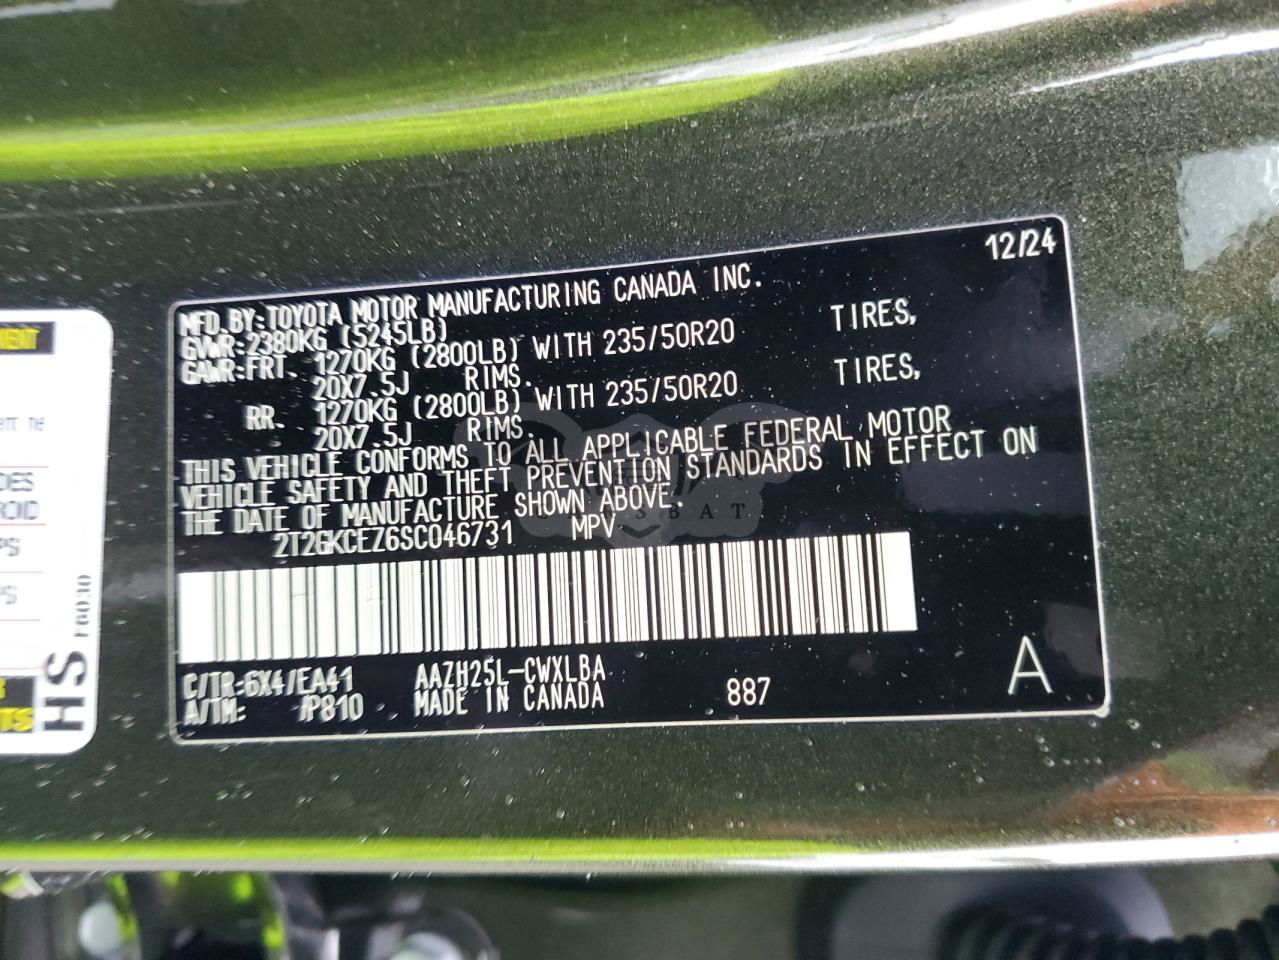 12/24
MFD.BY:TOYOTA MOTOR MANUFACTURING CANADA INC.
GVWR:2380KG (5245LB)
GAWR:FRT. 1270KG (2800LB) WITH 235/50R20 TIRES,
20X7.5J RIMS.
RR. 1270KG (2800LB) WITH 235/50R20 TIRES,
20X7.5J RIMS.
THIS VEHICLE CONFORMS TO ALL APPLICABLE FEDERAL MOTOR
VEHICLE SAFETY AND THEFT PREVENTION STANDARDS IN EFFECT ON
THE DATE OF MANUFACTURE SHOWN ABOVE.
2T2GKCEZ6SC046731 MPV
C/TR:6X4/EA41 AAZH25L-CWXLBA
A/TM: /P810 MADE IN CANADA 887
A
HS